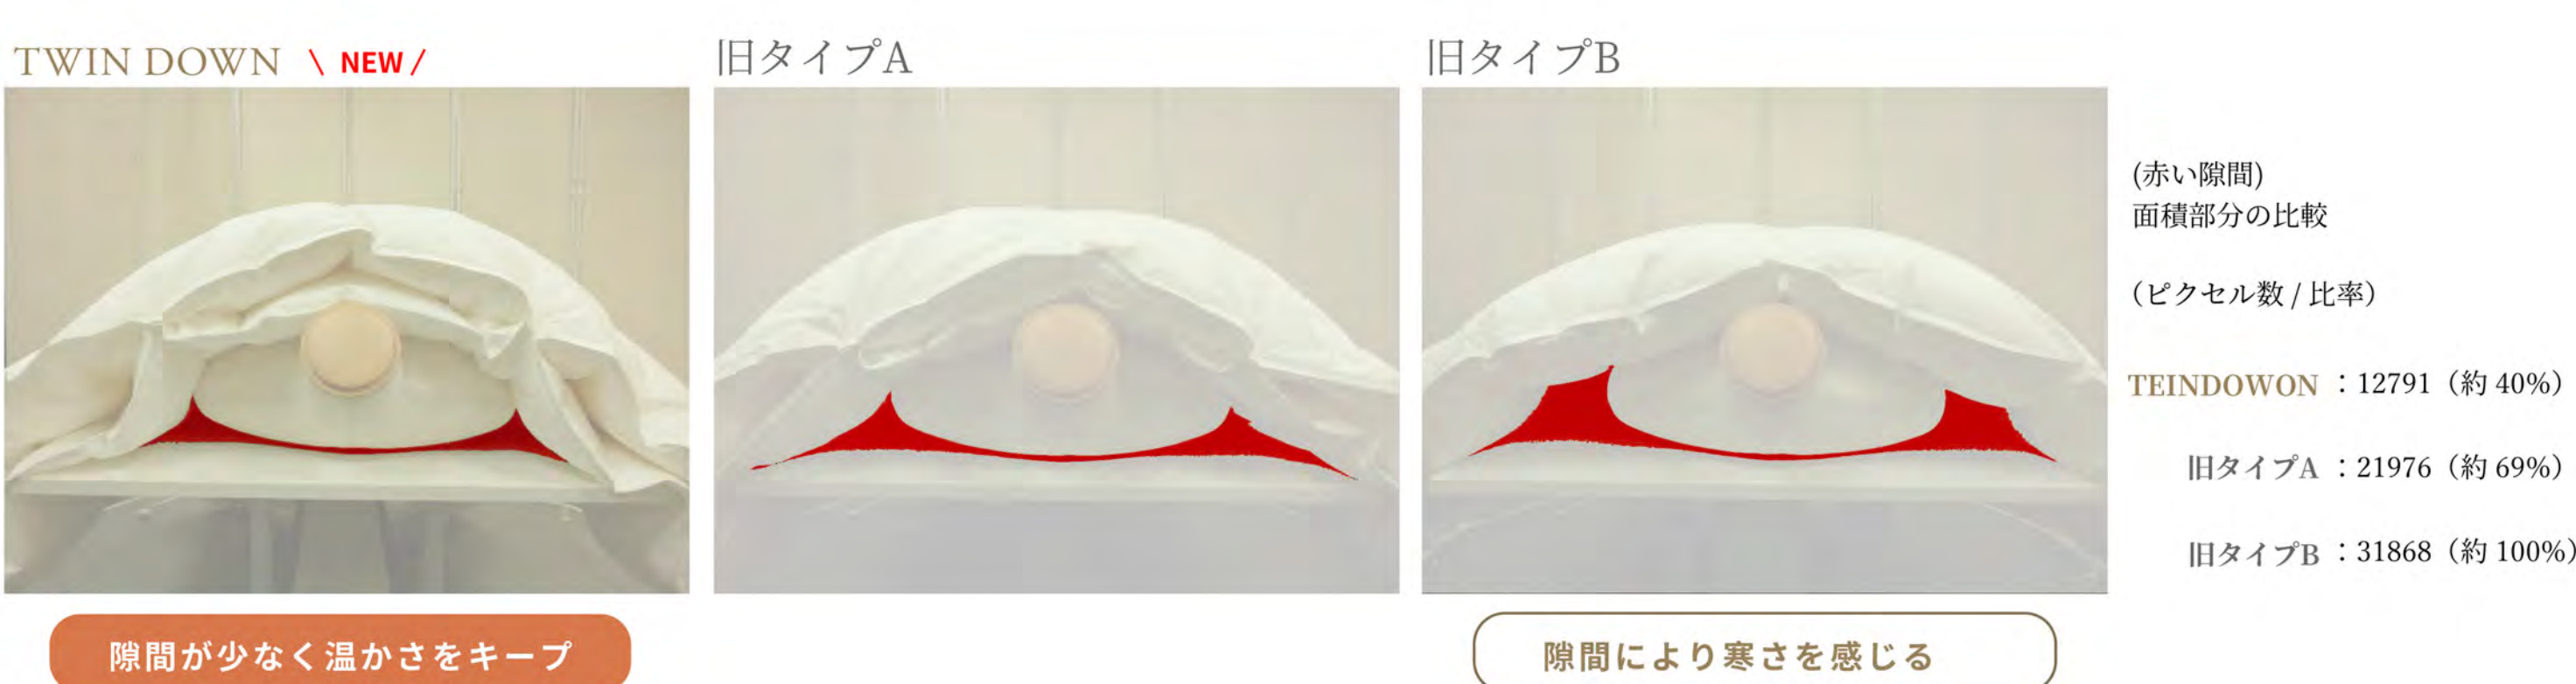 TWIN DOWN \ NEW /
旧タイプA
旧タイプB
(赤い隙間)
面積部分の比較
（ピクセル数 / 比率）
TEINDOWON ：12791（約 40%）
旧タイプA ：21976（約 69%）
旧タイプB ：31868（約 100%）
隙間が少なく温かさをキープ
隙間により寒さを感じる